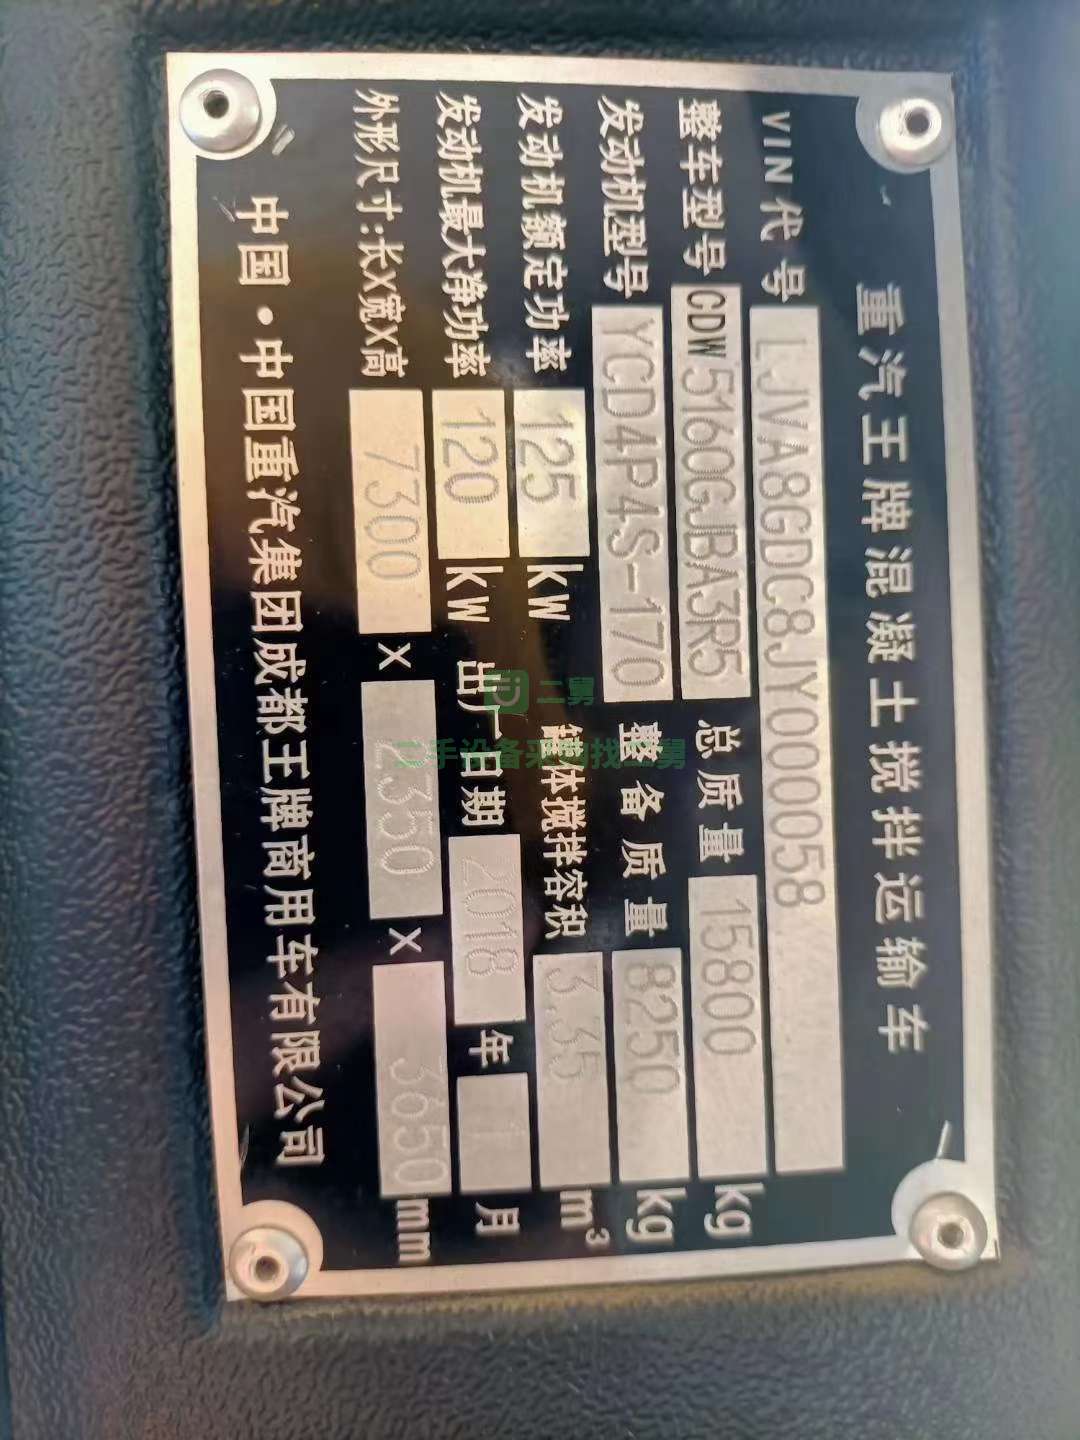 重汽王牌混凝土搅拌运输车
VIN代号 LJVA8GDC8JY000058
整车型号 CDW5160GJBA3R5 总质量 15800 kg
发动机型号 YCD4P4S-170 整备质量 8250 kg
发动机额定功率 125 kW 罐体搅拌容积 3.35 m³
发动机最大净功率 120 kW 出厂日期 2018 年 1 月
外形尺寸:长X宽X高 7300 X 2350 X 3650 mm
中国·中国重汽集团成都王牌商用车有限公司
二舅
二手设备采购找二舅